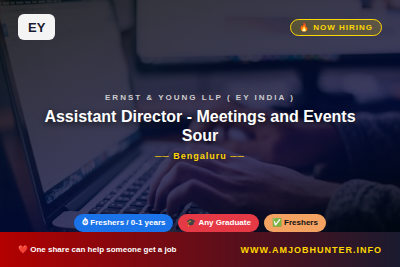 EY
🔥 NOW HIRING
ERNST & YOUNG LLP ( EY INDIA )
Assistant Director - Meetings and Events
Sour
── Bengaluru ──
⏱ Freshers / 0-1 years
🎓 Any Graduate
✅ Freshers
❤️ One share can help someone get a job
WWW.AMJOBHUNTER.INFO